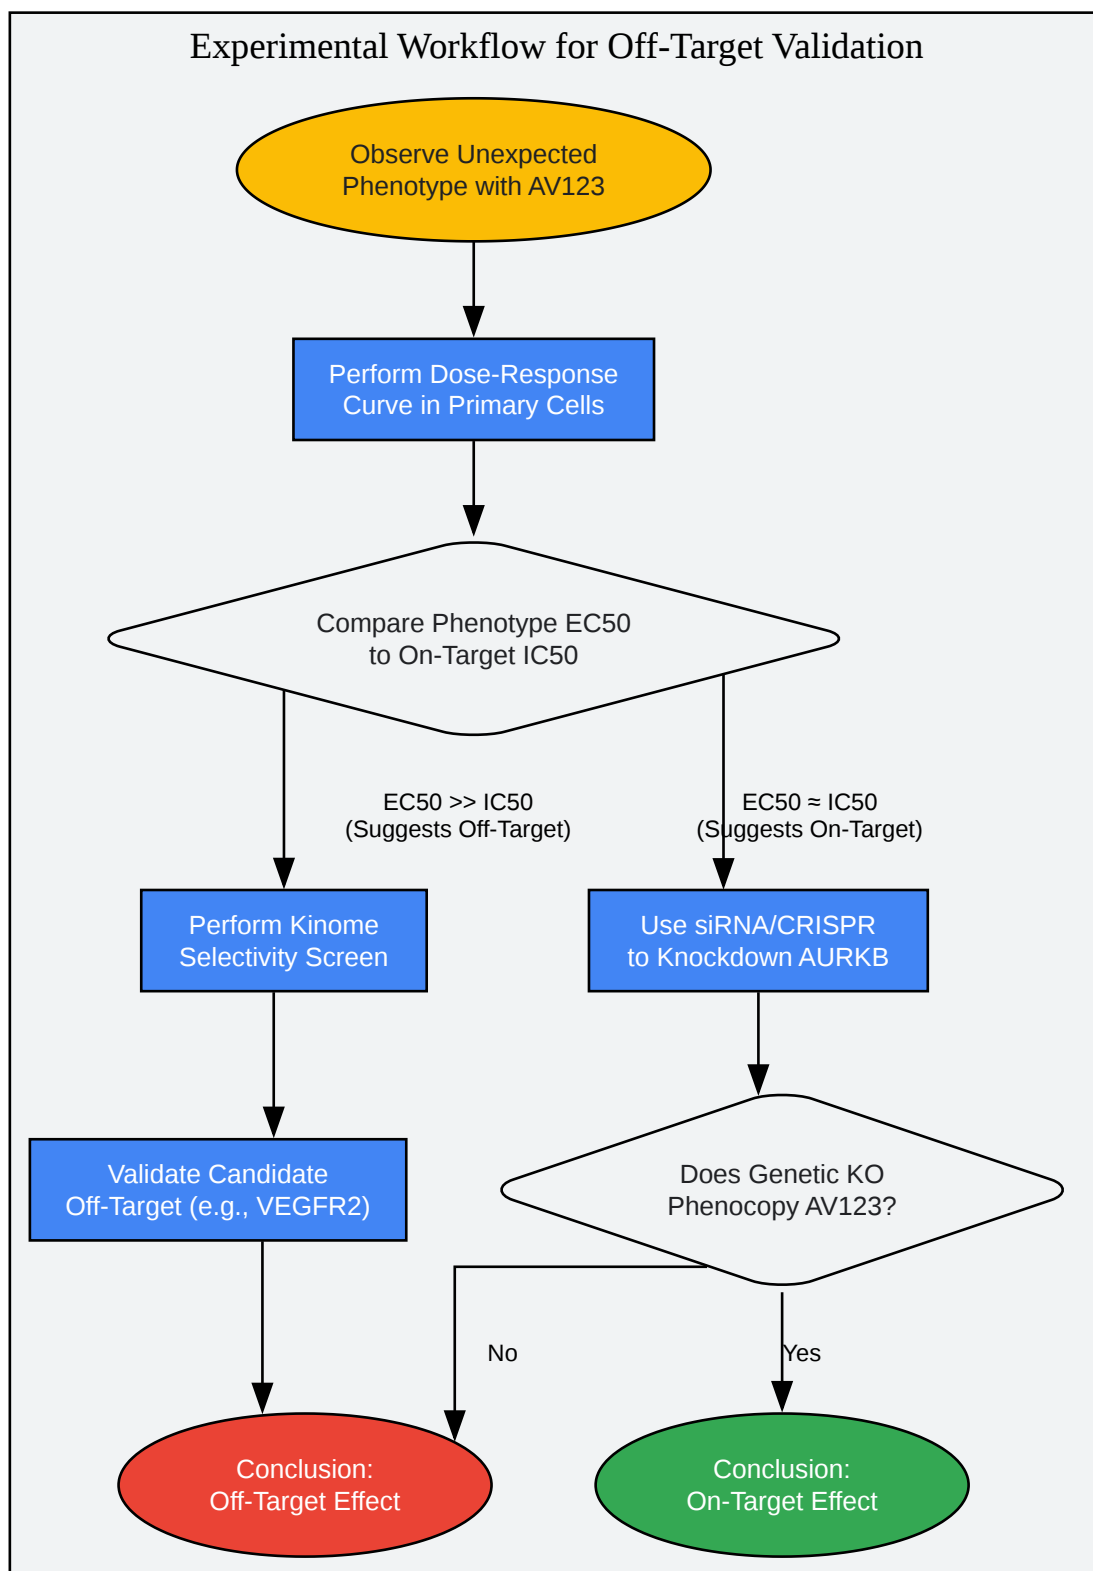 Experimental Workflow for Off-Target Validation
Observe Unexpected
Phenotype with AV123
Perform Dose-Response
Curve in Primary Cells
Compare Phenotype EC50
to On-Target IC50
EC50 >> IC50
(Suggests Off-Target)
EC50 ≈ IC50
(Suggests On-Target)
Perform Kinome
Selectivity Screen
Use siRNA/CRISPR
to Knockdown AURKB
Validate Candidate
Off-Target (e.g., VEGFR2)
Does Genetic KO
Phenocopy AV123?
No
Yes
Conclusion:
Off-Target Effect
Conclusion:
On-Target Effect